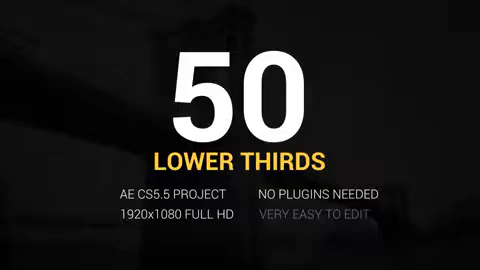 50
LOWER THIRDS
AE CS5.5 PROJECT NO PLUGINS NEEDED
1920x1080 FULL HD VERY EASY TO EDIT